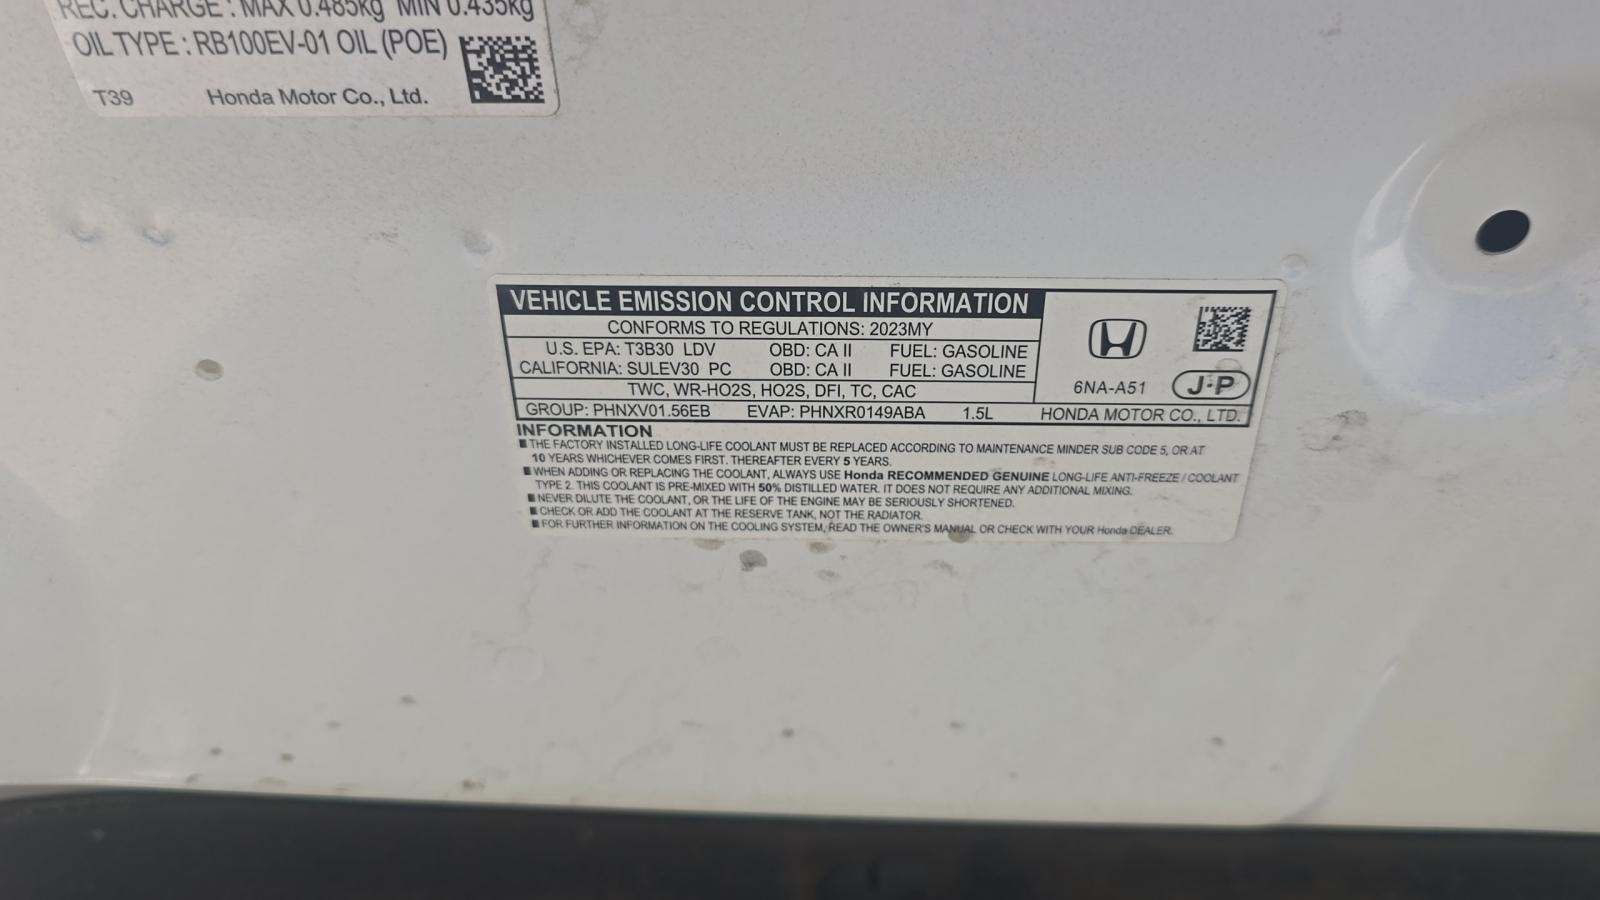 REC. CHARGE : MAX 0.485kg MIN 0.435kg
OIL TYPE : RB100EV-01 OIL (POE)
T39 Honda Motor Co., Ltd.
VEHICLE EMISSION CONTROL INFORMATION
CONFORMS TO REGULATIONS: 2023MY
U.S. EPA: T3B30 LDV OBD: CA II FUEL: GASOLINE
CALIFORNIA: SULEV30 PC OBD: CA II FUEL: GASOLINE
TWC, WR-HO2S, HO2S, DFI, TC, CAC
6NA-A51 J-P
GROUP: PHNXV01.56EB EVAP: PHNXR0149ABA 1.5L HONDA MOTOR CO., LTD.
INFORMATION
■ THE FACTORY INSTALLED LONG-LIFE COOLANT MUST BE REPLACED ACCORDING TO MAINTENANCE MINDER SUB CODE 5, OR AT
10 YEARS WHICHEVER COMES FIRST. THEREAFTER EVERY 5 YEARS.
■ WHEN ADDING OR REPLACING THE COOLANT, ALWAYS USE Honda RECOMMENDED GENUINE LONG-LIFE ANTI-FREEZE / COOLANT
TYPE 2. THIS COOLANT IS PRE-MIXED WITH 50% DISTILLED WATER. IT DOES NOT REQUIRE ANY ADDITIONAL MIXING.
■ NEVER DILUTE THE COOLANT, OR THE LIFE OF THE ENGINE MAY BE SERIOUSLY SHORTENED.
■ CHECK OR ADD THE COOLANT AT THE RESERVE TANK, NOT THE RADIATOR.
■ FOR FURTHER INFORMATION ON THE COOLING SYSTEM, READ THE OWNER'S MANUAL OR CHECK WITH YOUR Honda DEALER.